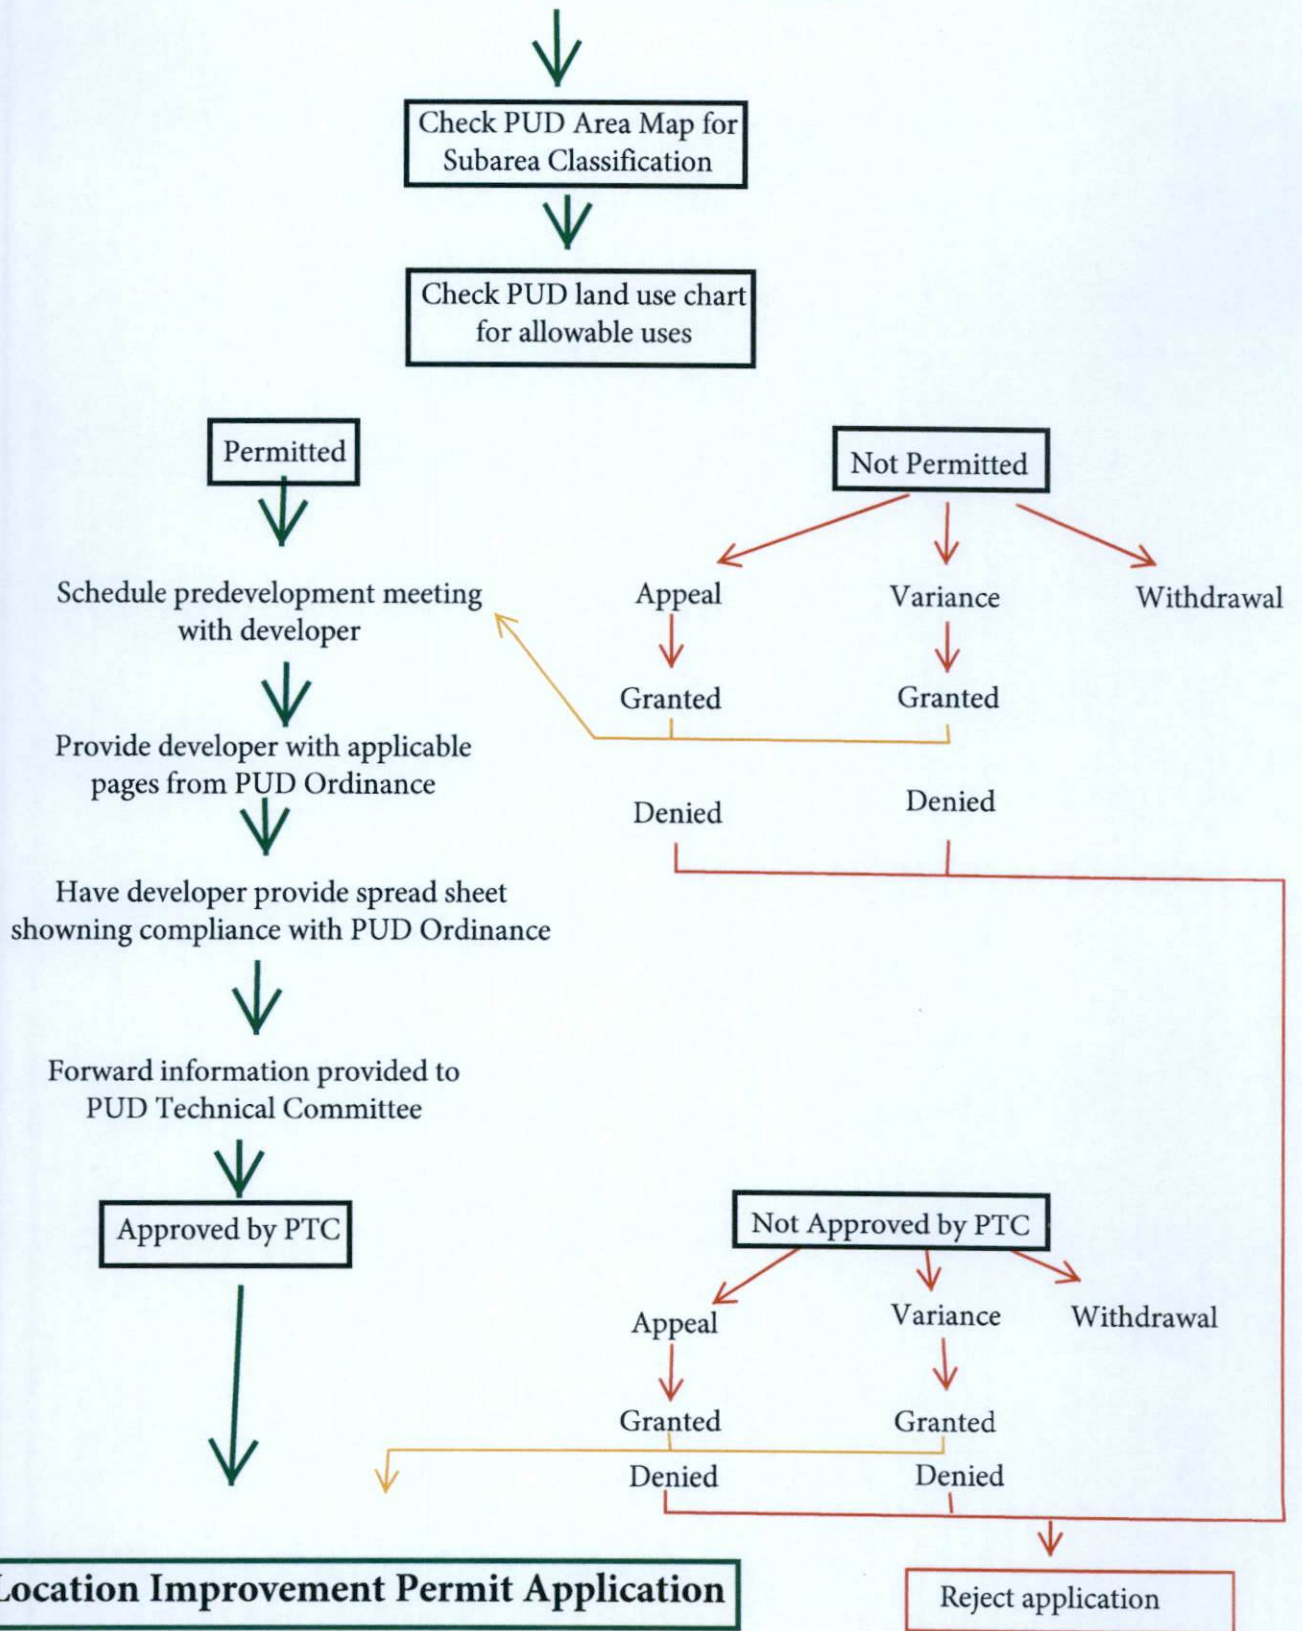 Check PUD Area Map for
Subarea Classification
Check PUD land use chart
for allowable uses
Permitted
Not Permitted
Schedule predevelopment meeting
with developer
Appeal
Variance
Withdrawal
Granted
Granted
Provide developer with applicable
pages from PUD Ordinance
Denied
Denied
Have developer provide spread sheet
showning compliance with PUD Ordinance
Forward information provided to
PUD Technical Committee
Approved by PTC
Not Approved by PTC
Appeal
Variance
Withdrawal
Granted
Granted
Denied
Denied
Location Improvement Permit Application
Reject application